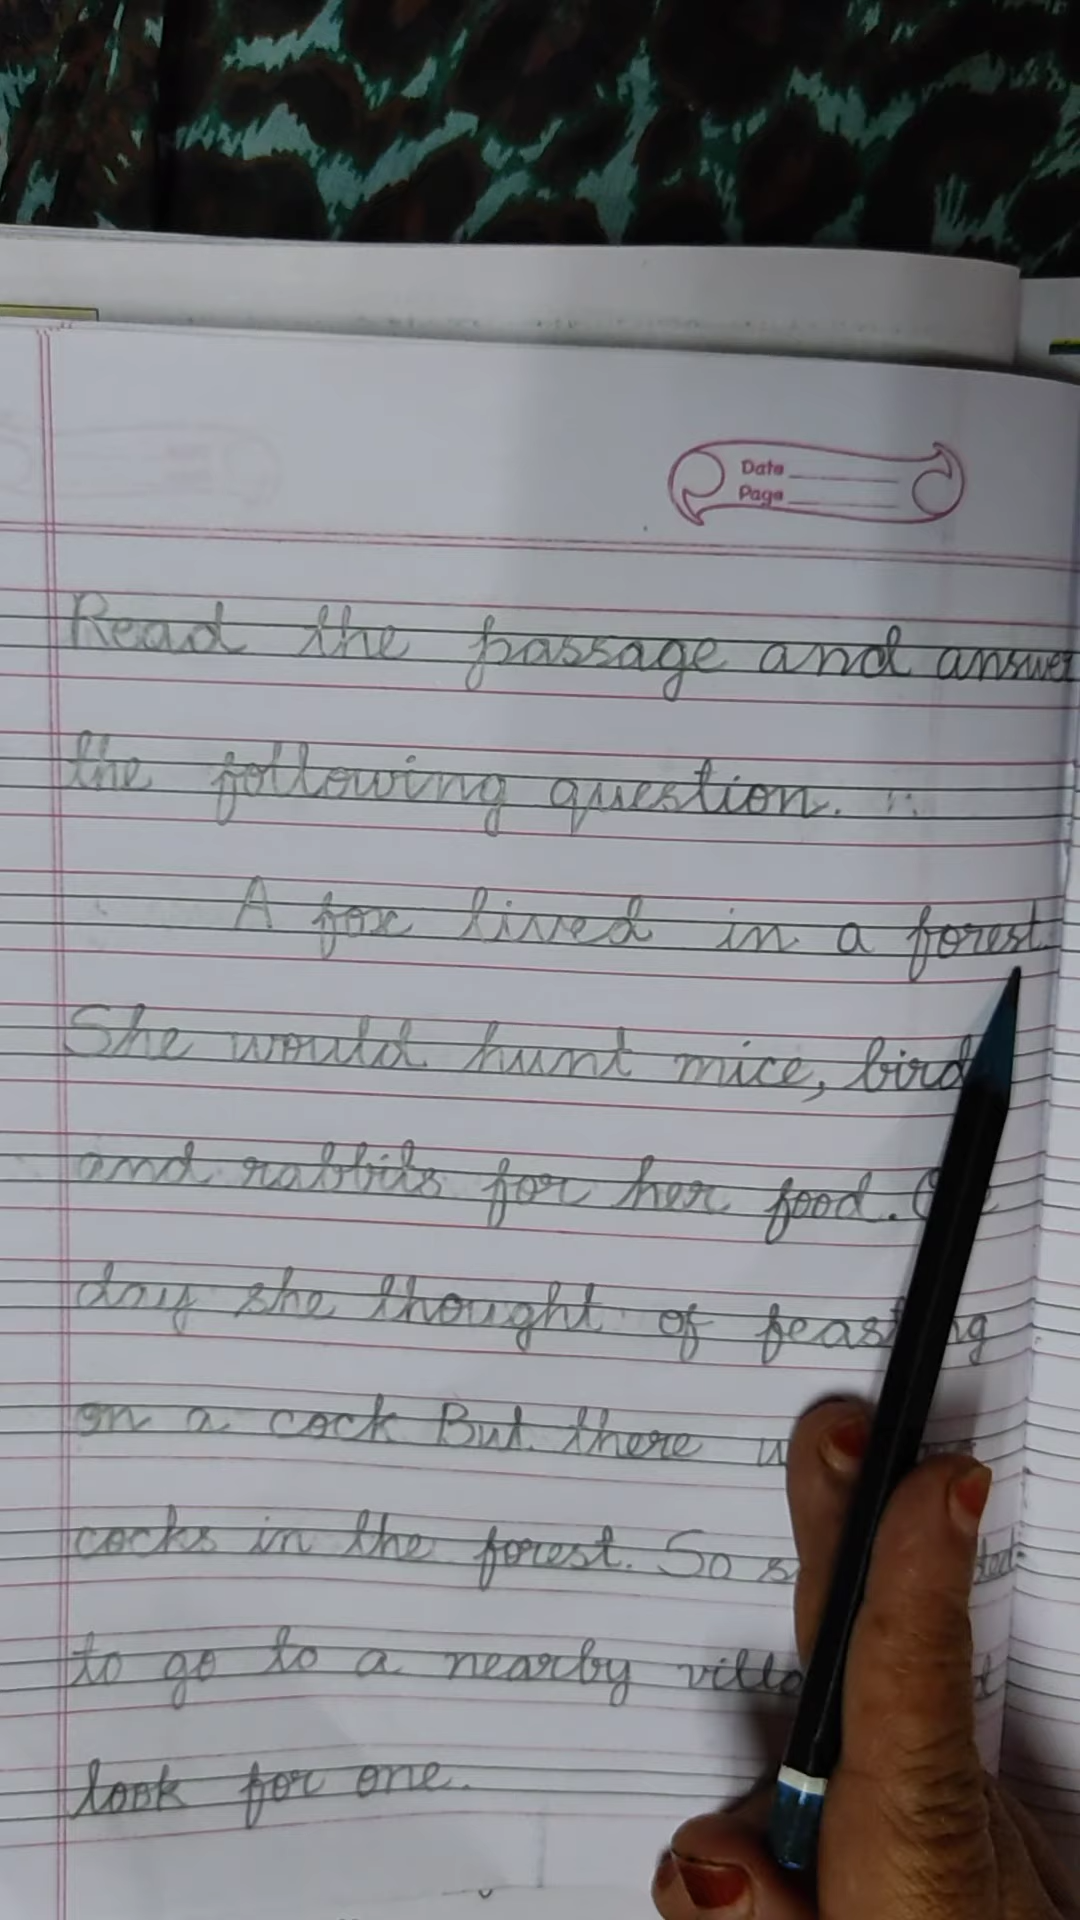 Date
Page
Read the passage and answer
the following question.
A fox lived in a forest.
She would hunt mice, bird
and rabbits for her food.
day she thought of feasting
on a cock But there
cocks in the forest. So
to go to a nearby
look for one.